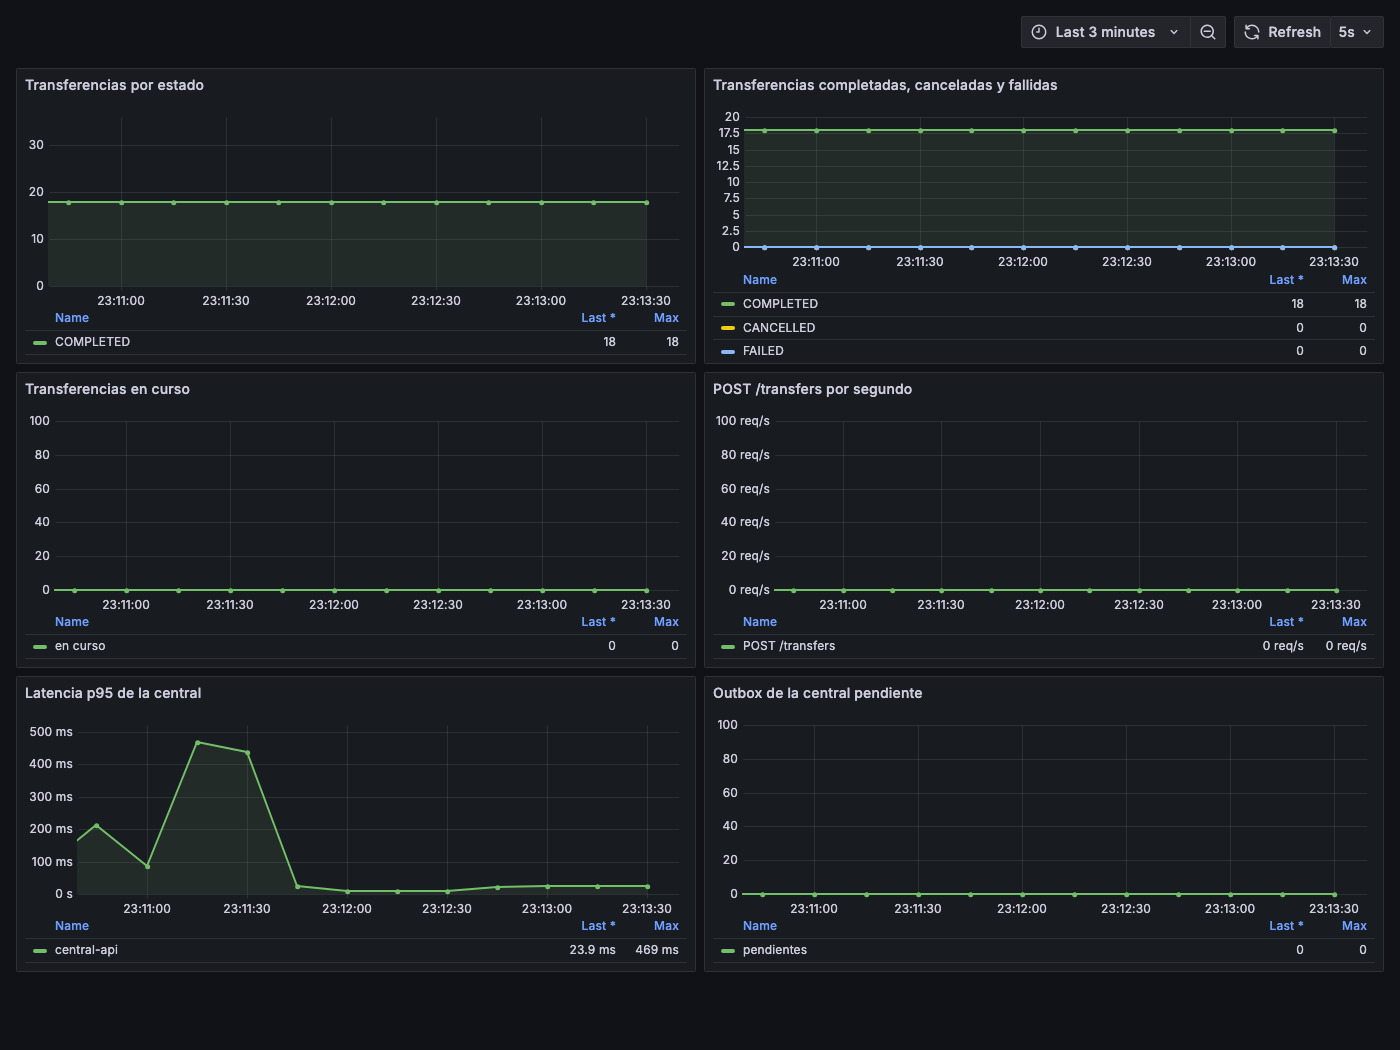 Last 3 minutes
Refresh
5s
Transferencias por estado
30
20
10
0
23:11:00 23:11:30 23:12:00 23:12:30 23:13:00 23:13:30
Name Last * Max
COMPLETED 18 18
Transferencias completadas, canceladas y fallidas
20
17.5
15
12.5
10
7.5
5
2.5
0
23:11:00 23:11:30 23:12:00 23:12:30 23:13:00 23:13:30
Name Last * Max
COMPLETED 18 18
CANCELLED 0 0
FAILED 0 0
Transferencias en curso
100
80
60
40
20
0
23:11:00 23:11:30 23:12:00 23:12:30 23:13:00 23:13:30
Name Last * Max
en curso 0 0
POST /transfers por segundo
100 req/s
80 req/s
60 req/s
40 req/s
20 req/s
0 req/s
23:11:00 23:11:30 23:12:00 23:12:30 23:13:00 23:13:30
Name Last * Max
POST /transfers 0 req/s 0 req/s
Latencia p95 de la central
500 ms
400 ms
300 ms
200 ms
100 ms
0 s
23:11:00 23:11:30 23:12:00 23:12:30 23:13:00 23:13:30
Name Last * Max
central-api 23.9 ms 469 ms
Outbox de la central pendiente
100
80
60
40
20
0
23:11:00 23:11:30 23:12:00 23:12:30 23:13:00 23:13:30
Name Last * Max
pendientes 0 0